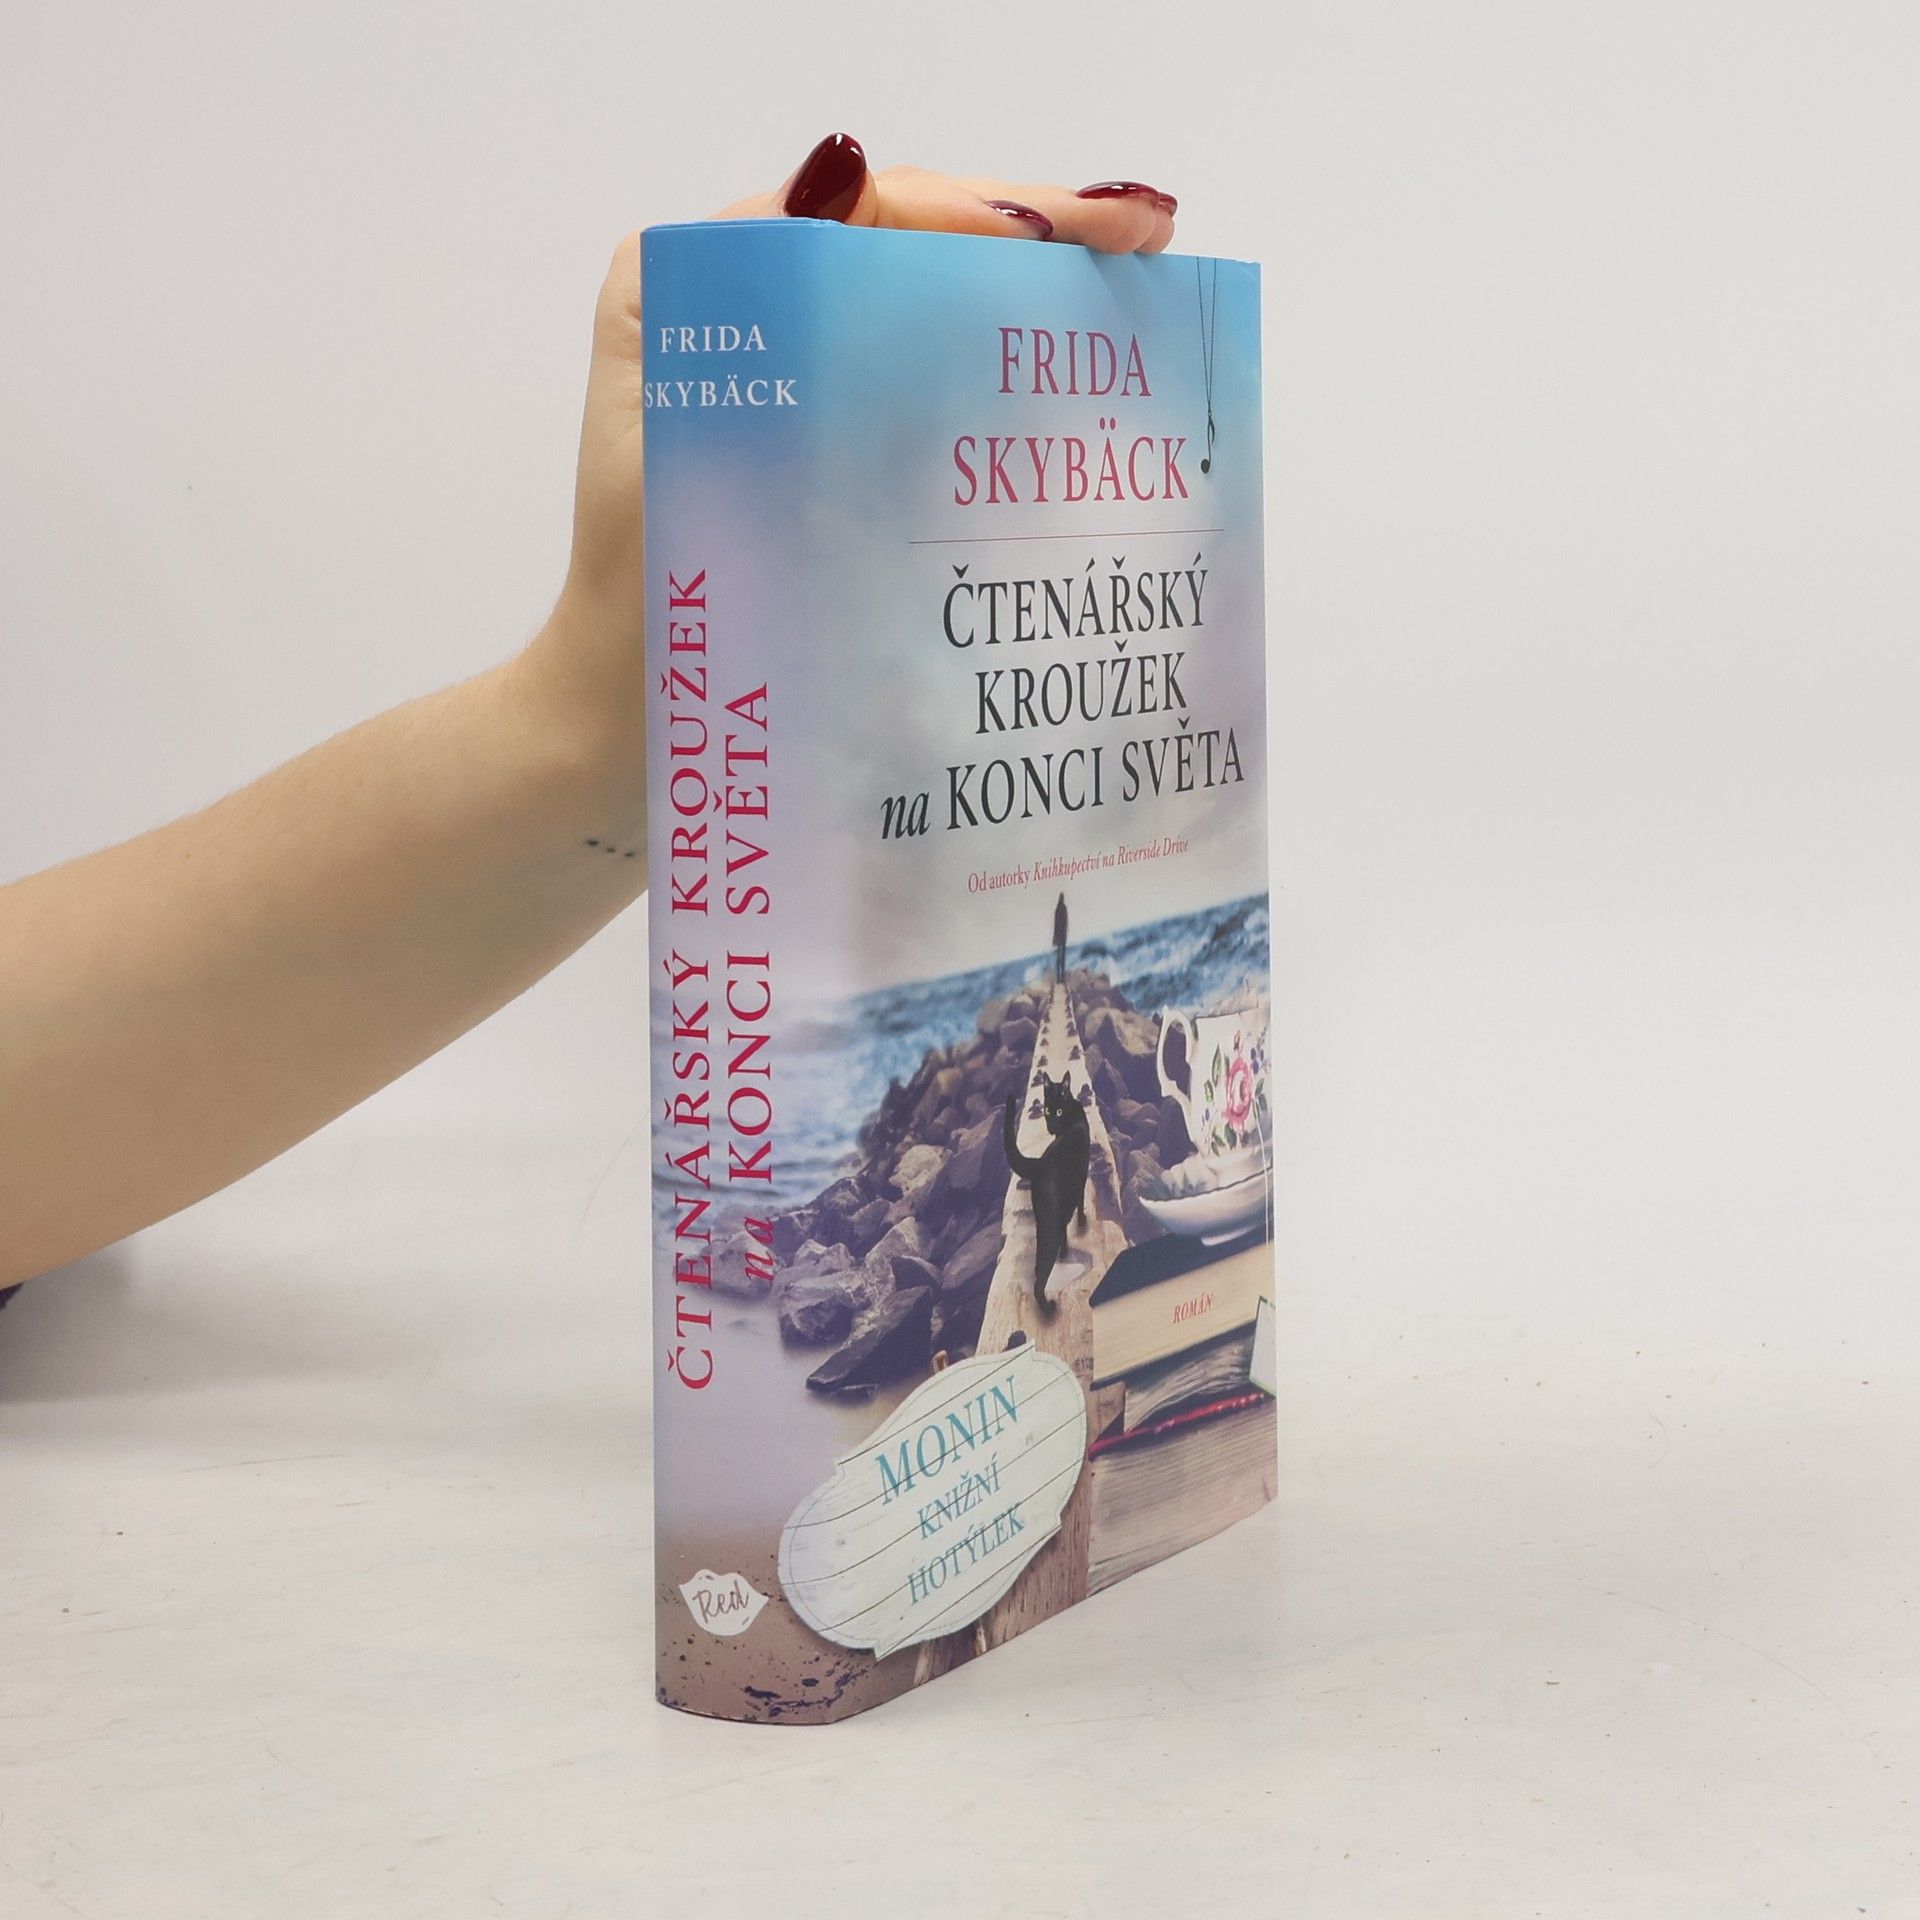 FRIDA
SKYBÄCK
ČTENÁŘSKÝ KROUŽEK
na KONCI SVĚTA
Red
FRIDA
SKYBÄCK
ČTENÁŘSKÝ
KROUŽEK
na KONCI SVĚTA
Od autorky Knihkupectví na Riverside Drive
ROMÁN
MONIN
KNIŽNÍ
HOTÝLEK